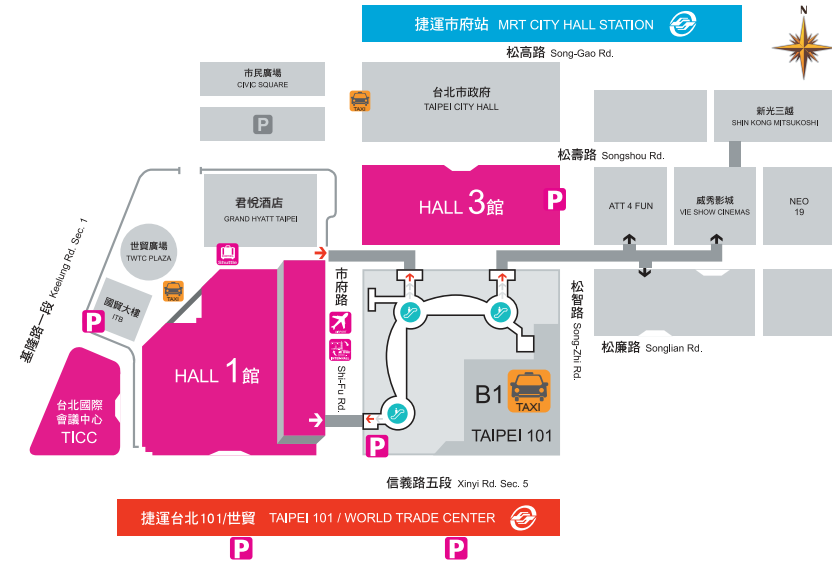 捷運市府站 MRT CITY HALL STATION
松高路 Song-Gao Rd.
市民廣場
CIVIC SQUARE
P
TAXI
台北市政府
TAIPEI CITY HALL
新光三越
SHIN KONG MITSUKOSHI
松壽路 Songshou Rd.
君悅酒店
GRAND HYATT TAIPEI
HALL 3館
P
ATT 4 FUN
威秀影城
VIE SHOW CINEMAS
NEO
19
基隆路一段 Keelung Rd. Sec. 1
世貿廣場
TWTC PLAZA
TAXI
國貿大樓
ITB
P
市府路 Shi-Fu Rd.
松智路 Song-Zhi Rd.
松廉路 Songlian Rd.
HALL 1館
B1
TAXI
TAIPEI 101
台北國際
會議中心
TICC
P
信義路五段 Xinyi Rd. Sec. 5
捷運台北101/世貿 TAIPEI 101 / WORLD TRADE CENTER
P
P